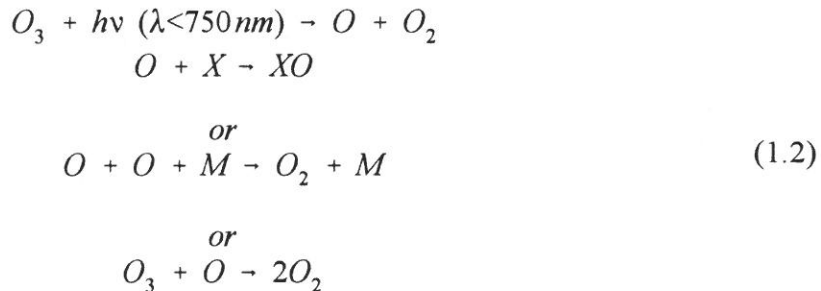 O₃ + hν (λ<750nm) → O + O₂
O + X → XO
or
O + O + M → O₂ + M
(1.2)
or
O₃ + O → 2O₂